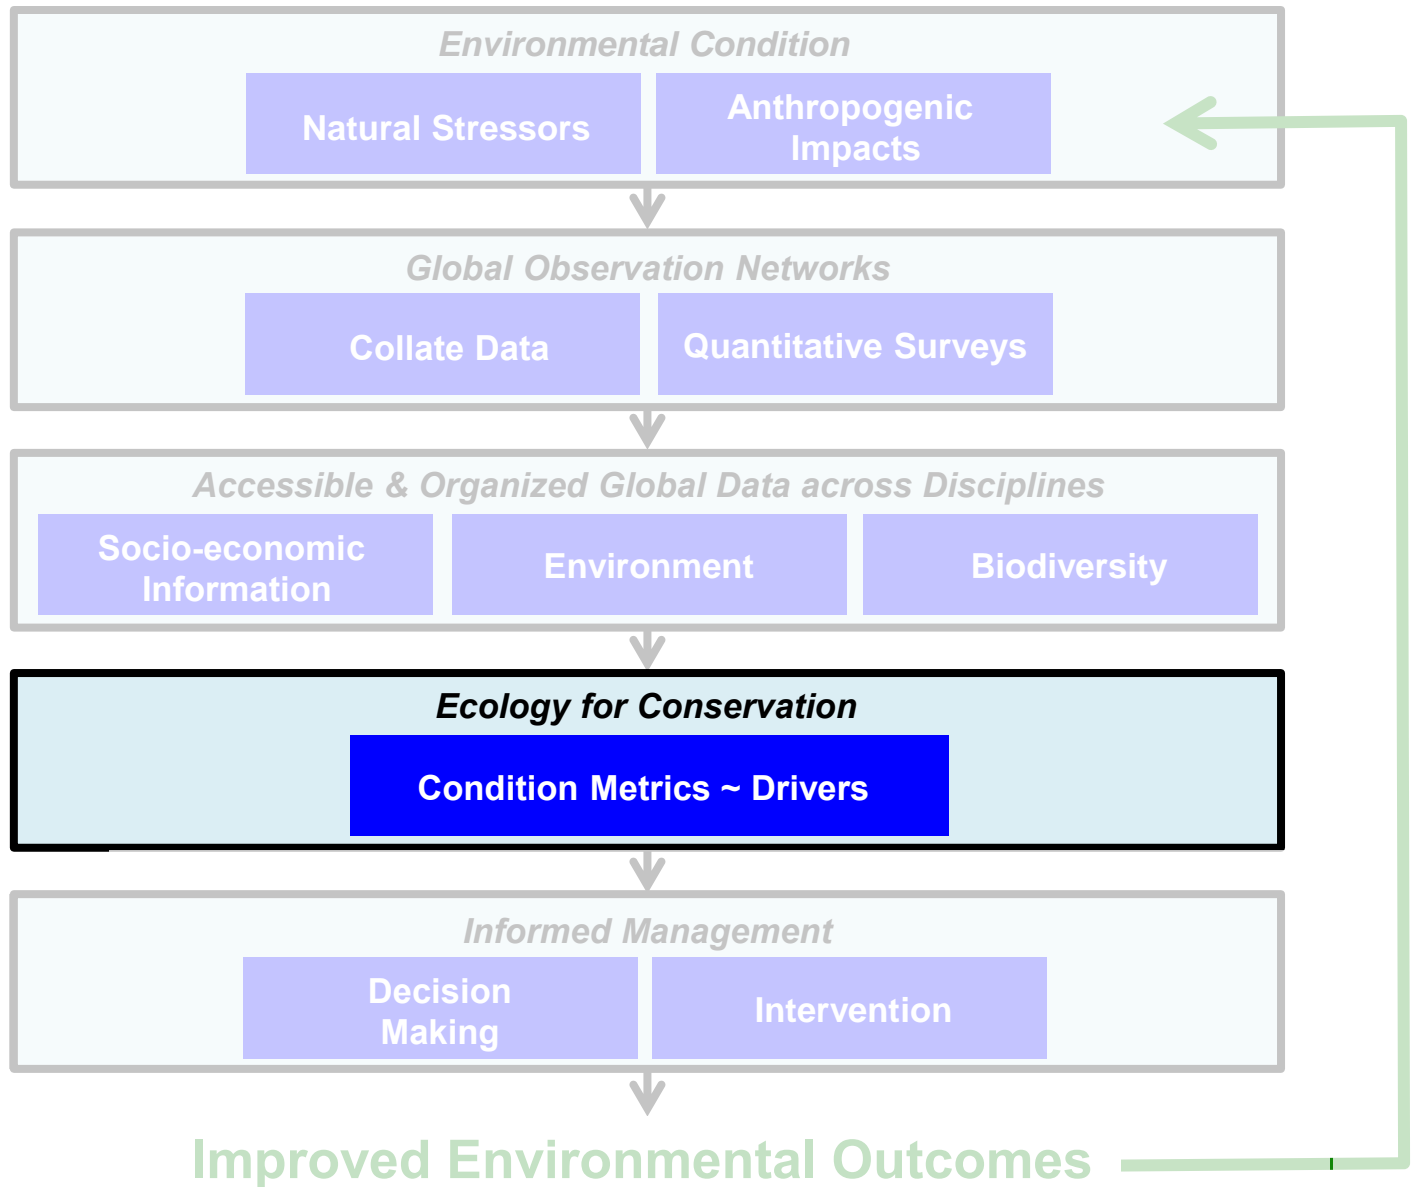 Environmental Condition
Natural Stressors
Anthropogenic
Impacts
Global Observation Networks
Collate Data
Quantitative Surveys
Accessible & Organized Global Data across Disciplines
Socio-economic
Information
Environment
Biodiversity
Ecology for Conservation
Condition Metrics ~ Drivers
Informed Management
Decision
Making
Intervention
Improved Environmental Outcomes